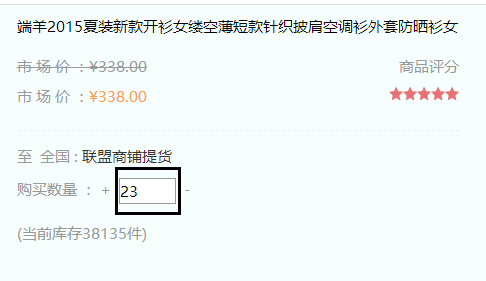 端羊2015夏装新款开衫女缕空薄短款针织披肩空调衫外套防晒衫女
市 场 价 ：¥338.00 商品评分
市 场 价 ：¥338.00 ★★★★★
至 全国 : 联盟商铺提货
购买数量 ： + 23 -
(当前库存38135件)